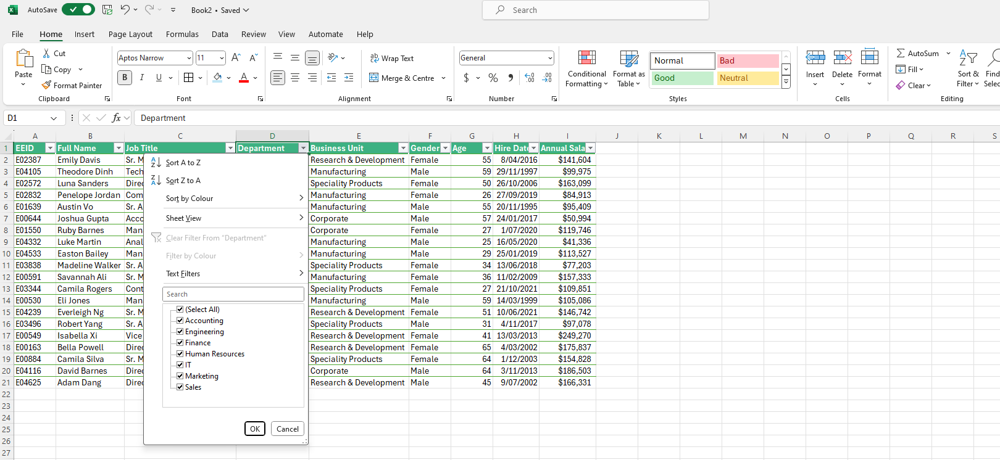 AutoSave Book2 • Saved Search
File Home Insert Page Layout Formulas Data Review View Automate Help
Paste Cut Copy Format Painter Clipboard
Aptos Narrow 11 A A B I U A Font
Wrap Text Merge & Centre Alignment
General $ % Number
Conditional Formatting Format as Table Normal Bad Good Neutral Styles
Insert Delete Format Cells
AutoSum Fill Clear Sort & Filter Find Selec Editing
D1 fx Department
A B C D E F G H I J K L M N O P Q R S
1 EEID Full Name Job Title Department Business Unit Gender Age Hire Date Annual Sala
2 E02387 Emily Davis Sr. M Research & Development Female 55 8/04/2016 $141,604
3 E04105 Theodore Dinh Tech Manufacturing Male 59 29/11/1997 $99,975
4 E02572 Luna Sanders Direc Speciality Products Female 50 26/10/2006 $163,099
5 E02832 Penelope Jordan Com Manufacturing Female 26 27/09/2019 $84,913
6 E01639 Austin Vo Sr. A Manufacturing Male 55 20/11/1995 $95,409
7 E00644 Joshua Gupta Acco Corporate Male 57 24/01/2017 $50,994
8 E01550 Ruby Barnes Man Corporate Female 27 1/07/2020 $119,746
9 E04332 Luke Martin Anal Manufacturing Male 25 16/05/2020 $41,336
10 E04533 Easton Bailey Man Manufacturing Male 29 25/01/2019 $113,527
11 E03838 Madeline Walker Sr. A Speciality Products Female 34 13/06/2018 $77,203
12 E00591 Savannah Ali Sr. M Manufacturing Female 36 11/02/2009 $157,333
13 E03344 Camila Rogers Cont Speciality Products Female 27 21/10/2021 $109,851
14 E00530 Eli Jones Man Manufacturing Male 59 14/03/1999 $105,086
15 E04239 Everleigh Ng Sr. M Research & Development Female 51 10/06/2021 $146,742
16 E03496 Robert Yang Sr. A Speciality Products Male 31 4/11/2017 $97,078
17 E00549 Isabella Xi Vice Research & Development Female 41 13/03/2013 $249,270
18 E00163 Bella Powell Direc Research & Development Female 65 4/03/2002 $175,837
19 E00884 Camila Silva Sr. M Speciality Products Female 64 1/12/2003 $154,828
20 E04116 David Barnes Direc Corporate Male 64 3/11/2013 $186,503
21 E04625 Adam Dang Direc Research & Development Male 45 9/07/2002 $166,331
22
23
24
25
26
27
Sort A to Z
Sort Z to A
Sort by Colour
Sheet View
Clear Filter From "Department"
Filter by Colour
Text Filters
Search
(Select All)
Accounting
Engineering
Finance
Human Resources
IT
Marketing
Sales
OK Cancel